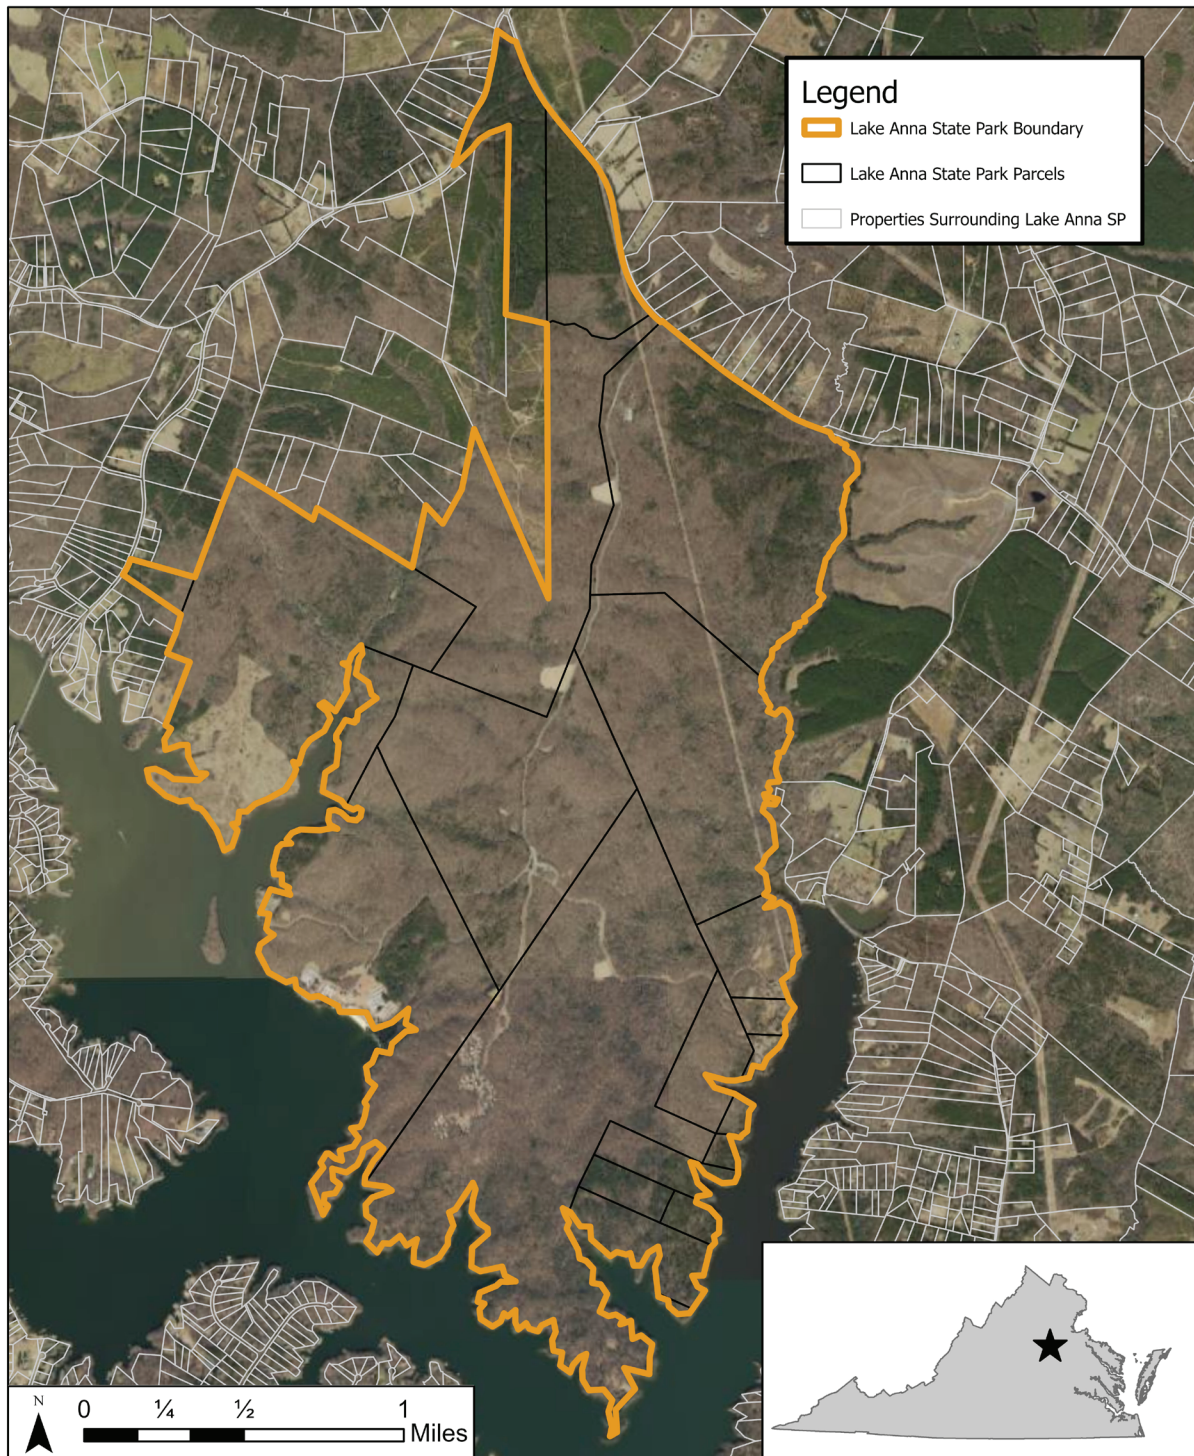 Legend
Lake Anna State Park Boundary
Lake Anna State Park Parcels
Properties Surrounding Lake Anna SP
N
0 ¼ ½ 1
Miles